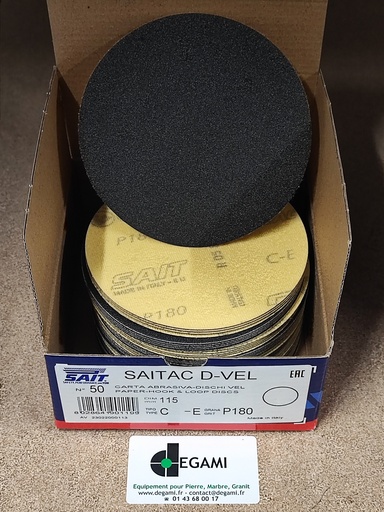 P180
C-E
SAIT
P180
SAIT
SAITAC D-VEL
EAC
N° 50
CARTA ABRASIVA-DISCHI VEL
PAPER-HOOK & LOOP DISCS
115
C -E
GRANA
GRIT
P180
Made in Italy
DEGAMI
Equipement pour Pierre, Marbre, Granit
www.degami.fr - contact@degami.fr
01 43 68 00 17